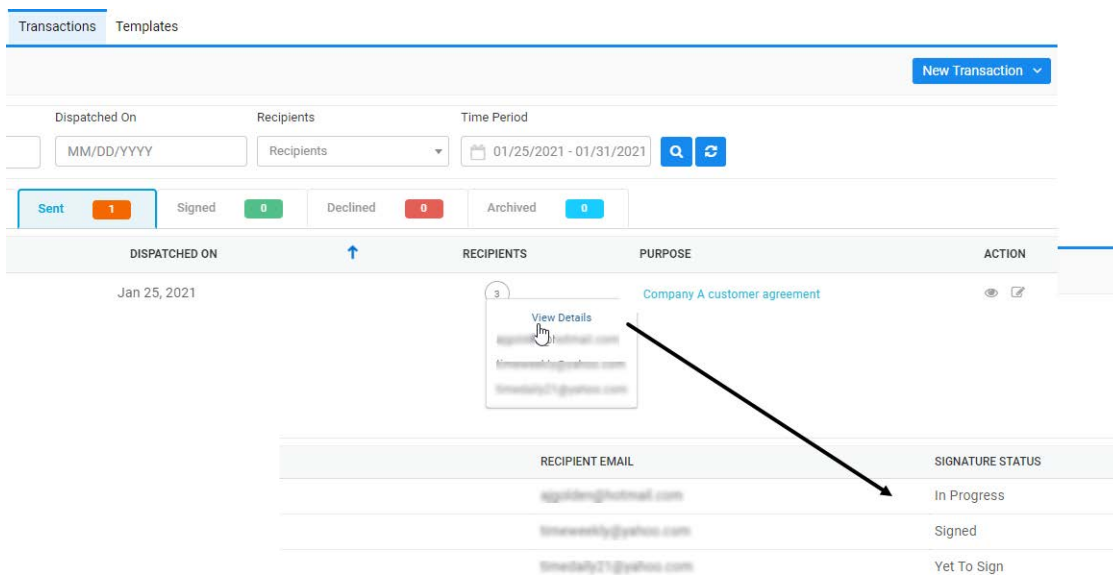 Transactions Templates
New Transaction
Dispatched On Recipients Time Period
MM/DD/YYYY Recipients 01/25/2021 - 01/31/2021
Sent 1 Signed 0 Declined 0 Archived 0
DISPATCHED ON RECIPIENTS PURPOSE ACTION
Jan 25, 2021 3 Company A customer agreement
View Details
RECIPIENT EMAIL SIGNATURE STATUS
In Progress
Signed
Yet To Sign